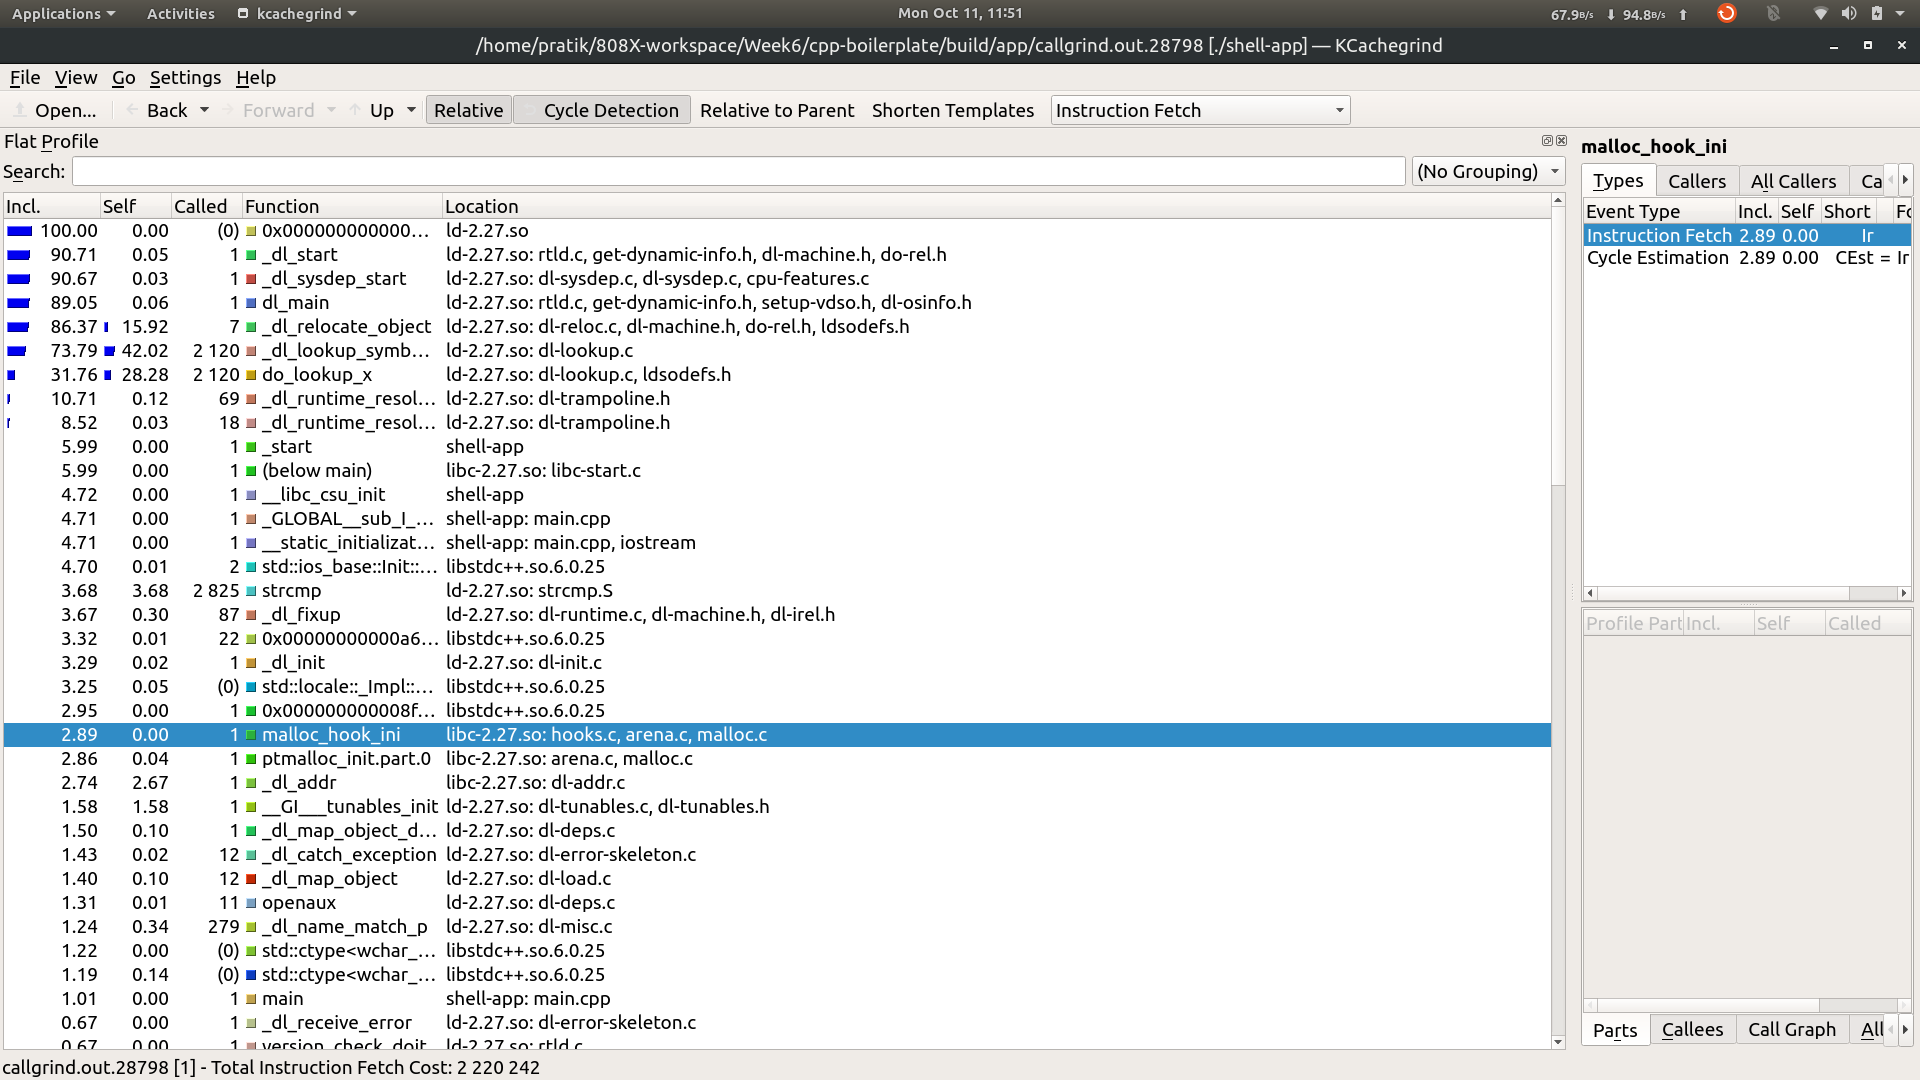 Applications Activities kcachegrind Mon Oct 11, 11:51 67.9B/s ↓ 94.8B/s ↑
/home/pratik/808X-workspace/Week6/cpp-boilerplate/build/app/callgrind.out.28798 [./shell-app] — KCachegrind
File View Go Settings Help
Open... Back Forward Up Relative Cycle Detection Relative to Parent Shorten Templates Instruction Fetch
Flat Profile
Search: (No Grouping)
Incl. Self Called Function Location
100.00 0.00 (0) 0x000000000000... ld-2.27.so
90.71 0.05 1 _dl_start ld-2.27.so: rtld.c, get-dynamic-info.h, dl-machine.h, do-rel.h
90.67 0.03 1 _dl_sysdep_start ld-2.27.so: dl-sysdep.c, dl-sysdep.c, cpu-features.c
89.05 0.06 1 dl_main ld-2.27.so: rtld.c, get-dynamic-info.h, setup-vdso.h, dl-osinfo.h
86.37 15.92 7 _dl_relocate_object ld-2.27.so: dl-reloc.c, dl-machine.h, do-rel.h, ldsodefs.h
73.79 42.02 2 120 _dl_lookup_symb... ld-2.27.so: dl-lookup.c
31.76 28.28 2 120 do_lookup_x ld-2.27.so: dl-lookup.c, ldsodefs.h
10.71 0.12 69 _dl_runtime_resol... ld-2.27.so: dl-trampoline.h
8.52 0.03 18 _dl_runtime_resol... ld-2.27.so: dl-trampoline.h
5.99 0.00 1 _start shell-app
5.99 0.00 1 (below main) libc-2.27.so: libc-start.c
4.72 0.00 1 __libc_csu_init shell-app
4.71 0.00 1 _GLOBAL__sub_I_... shell-app: main.cpp
4.71 0.00 1 __static_initializat... shell-app: main.cpp, iostream
4.70 0.01 2 std::ios_base::Init::... libstdc++.so.6.0.25
3.68 3.68 2 825 strcmp ld-2.27.so: strcmp.S
3.67 0.30 87 _dl_fixup ld-2.27.so: dl-runtime.c, dl-machine.h, dl-irel.h
3.32 0.01 22 0x00000000000a6... libstdc++.so.6.0.25
3.29 0.02 1 _dl_init ld-2.27.so: dl-init.c
3.25 0.05 (0) std::locale::_Impl::... libstdc++.so.6.0.25
2.95 0.00 1 0x000000000008f... libstdc++.so.6.0.25
2.89 0.00 1 malloc_hook_ini libc-2.27.so: hooks.c, arena.c, malloc.c
2.86 0.04 1 ptmalloc_init.part.0 libc-2.27.so: arena.c, malloc.c
2.74 2.67 1 _dl_addr libc-2.27.so: dl-addr.c
1.58 1.58 1 __GI___tunables_init ld-2.27.so: dl-tunables.c, dl-tunables.h
1.50 0.10 1 _dl_map_object_d... ld-2.27.so: dl-deps.c
1.43 0.02 12 _dl_catch_exception ld-2.27.so: dl-error-skeleton.c
1.40 0.10 12 _dl_map_object ld-2.27.so: dl-load.c
1.31 0.01 11 openaux ld-2.27.so: dl-deps.c
1.24 0.34 279 _dl_name_match_p ld-2.27.so: dl-misc.c
1.22 0.00 (0) std::ctype<wchar_... libstdc++.so.6.0.25
1.19 0.14 (0) std::ctype<wchar_... libstdc++.so.6.0.25
1.01 0.00 1 main shell-app: main.cpp
0.67 0.00 1 _dl_receive_error ld-2.27.so: dl-error-skeleton.c
0.67 0.00 1 version_check_doit ld-2.27.so: rtld.c
malloc_hook_ini
Types Callers All Callers Ca
Event Type Incl. Self Short Fo
Instruction Fetch 2.89 0.00 Ir
Cycle Estimation 2.89 0.00 CEst = Ir
Profile Part Incl. Self Called
Parts Callees Call Graph All
callgrind.out.28798 [1] - Total Instruction Fetch Cost: 2 220 242